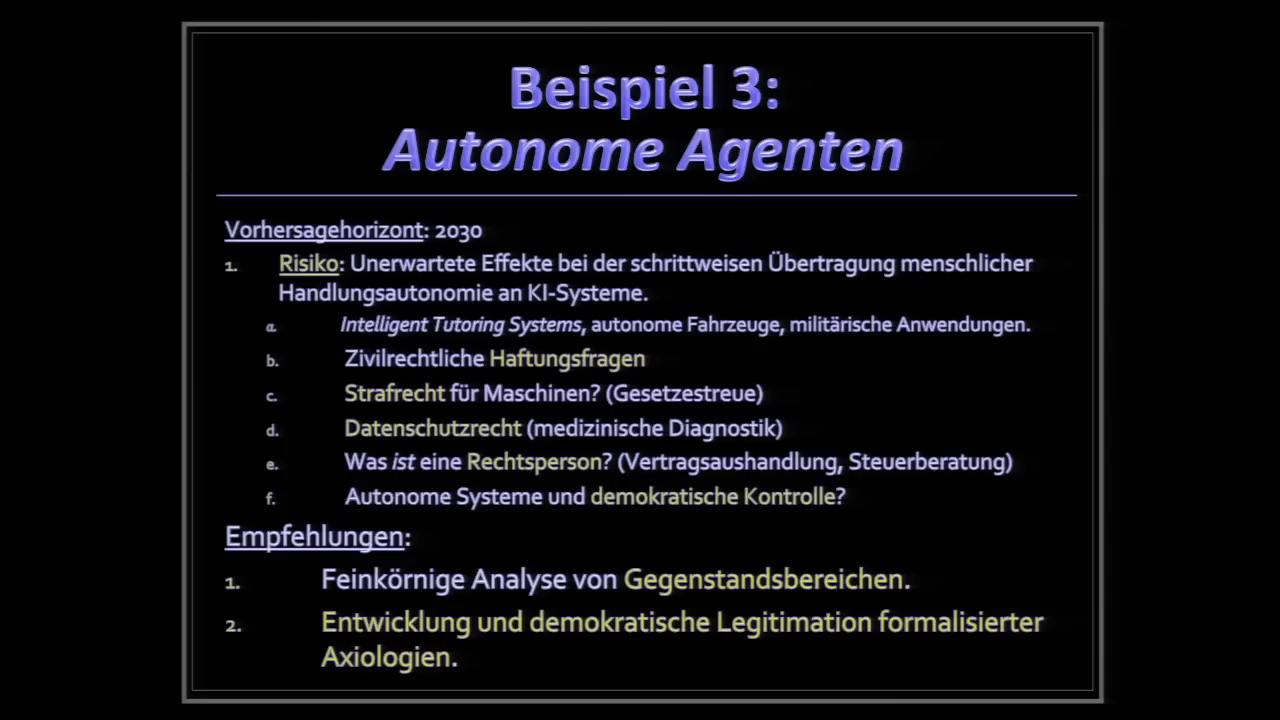 Beispiel 3:
Autonome Agenten
Vorhersagehorizont: 2030
1. Risiko: Unerwartete Effekte bei der schrittweisen Übertragung menschlicher
Handlungsautonomie an KI-Systeme.
a. Intelligent Tutoring Systems, autonome Fahrzeuge, militärische Anwendungen.
b. Zivilrechtliche Haftungsfragen
c. Strafrecht für Maschinen? (Gesetzestreue)
d. Datenschutzrecht (medizinische Diagnostik)
e. Was ist eine Rechtsperson? (Vertragsaushandlung, Steuerberatung)
f. Autonome Systeme und demokratische Kontrolle?
Empfehlungen:
1. Feinkörnige Analyse von Gegenstandsbereichen.
2. Entwicklung und demokratische Legitimation formalisierter
Axiologien.